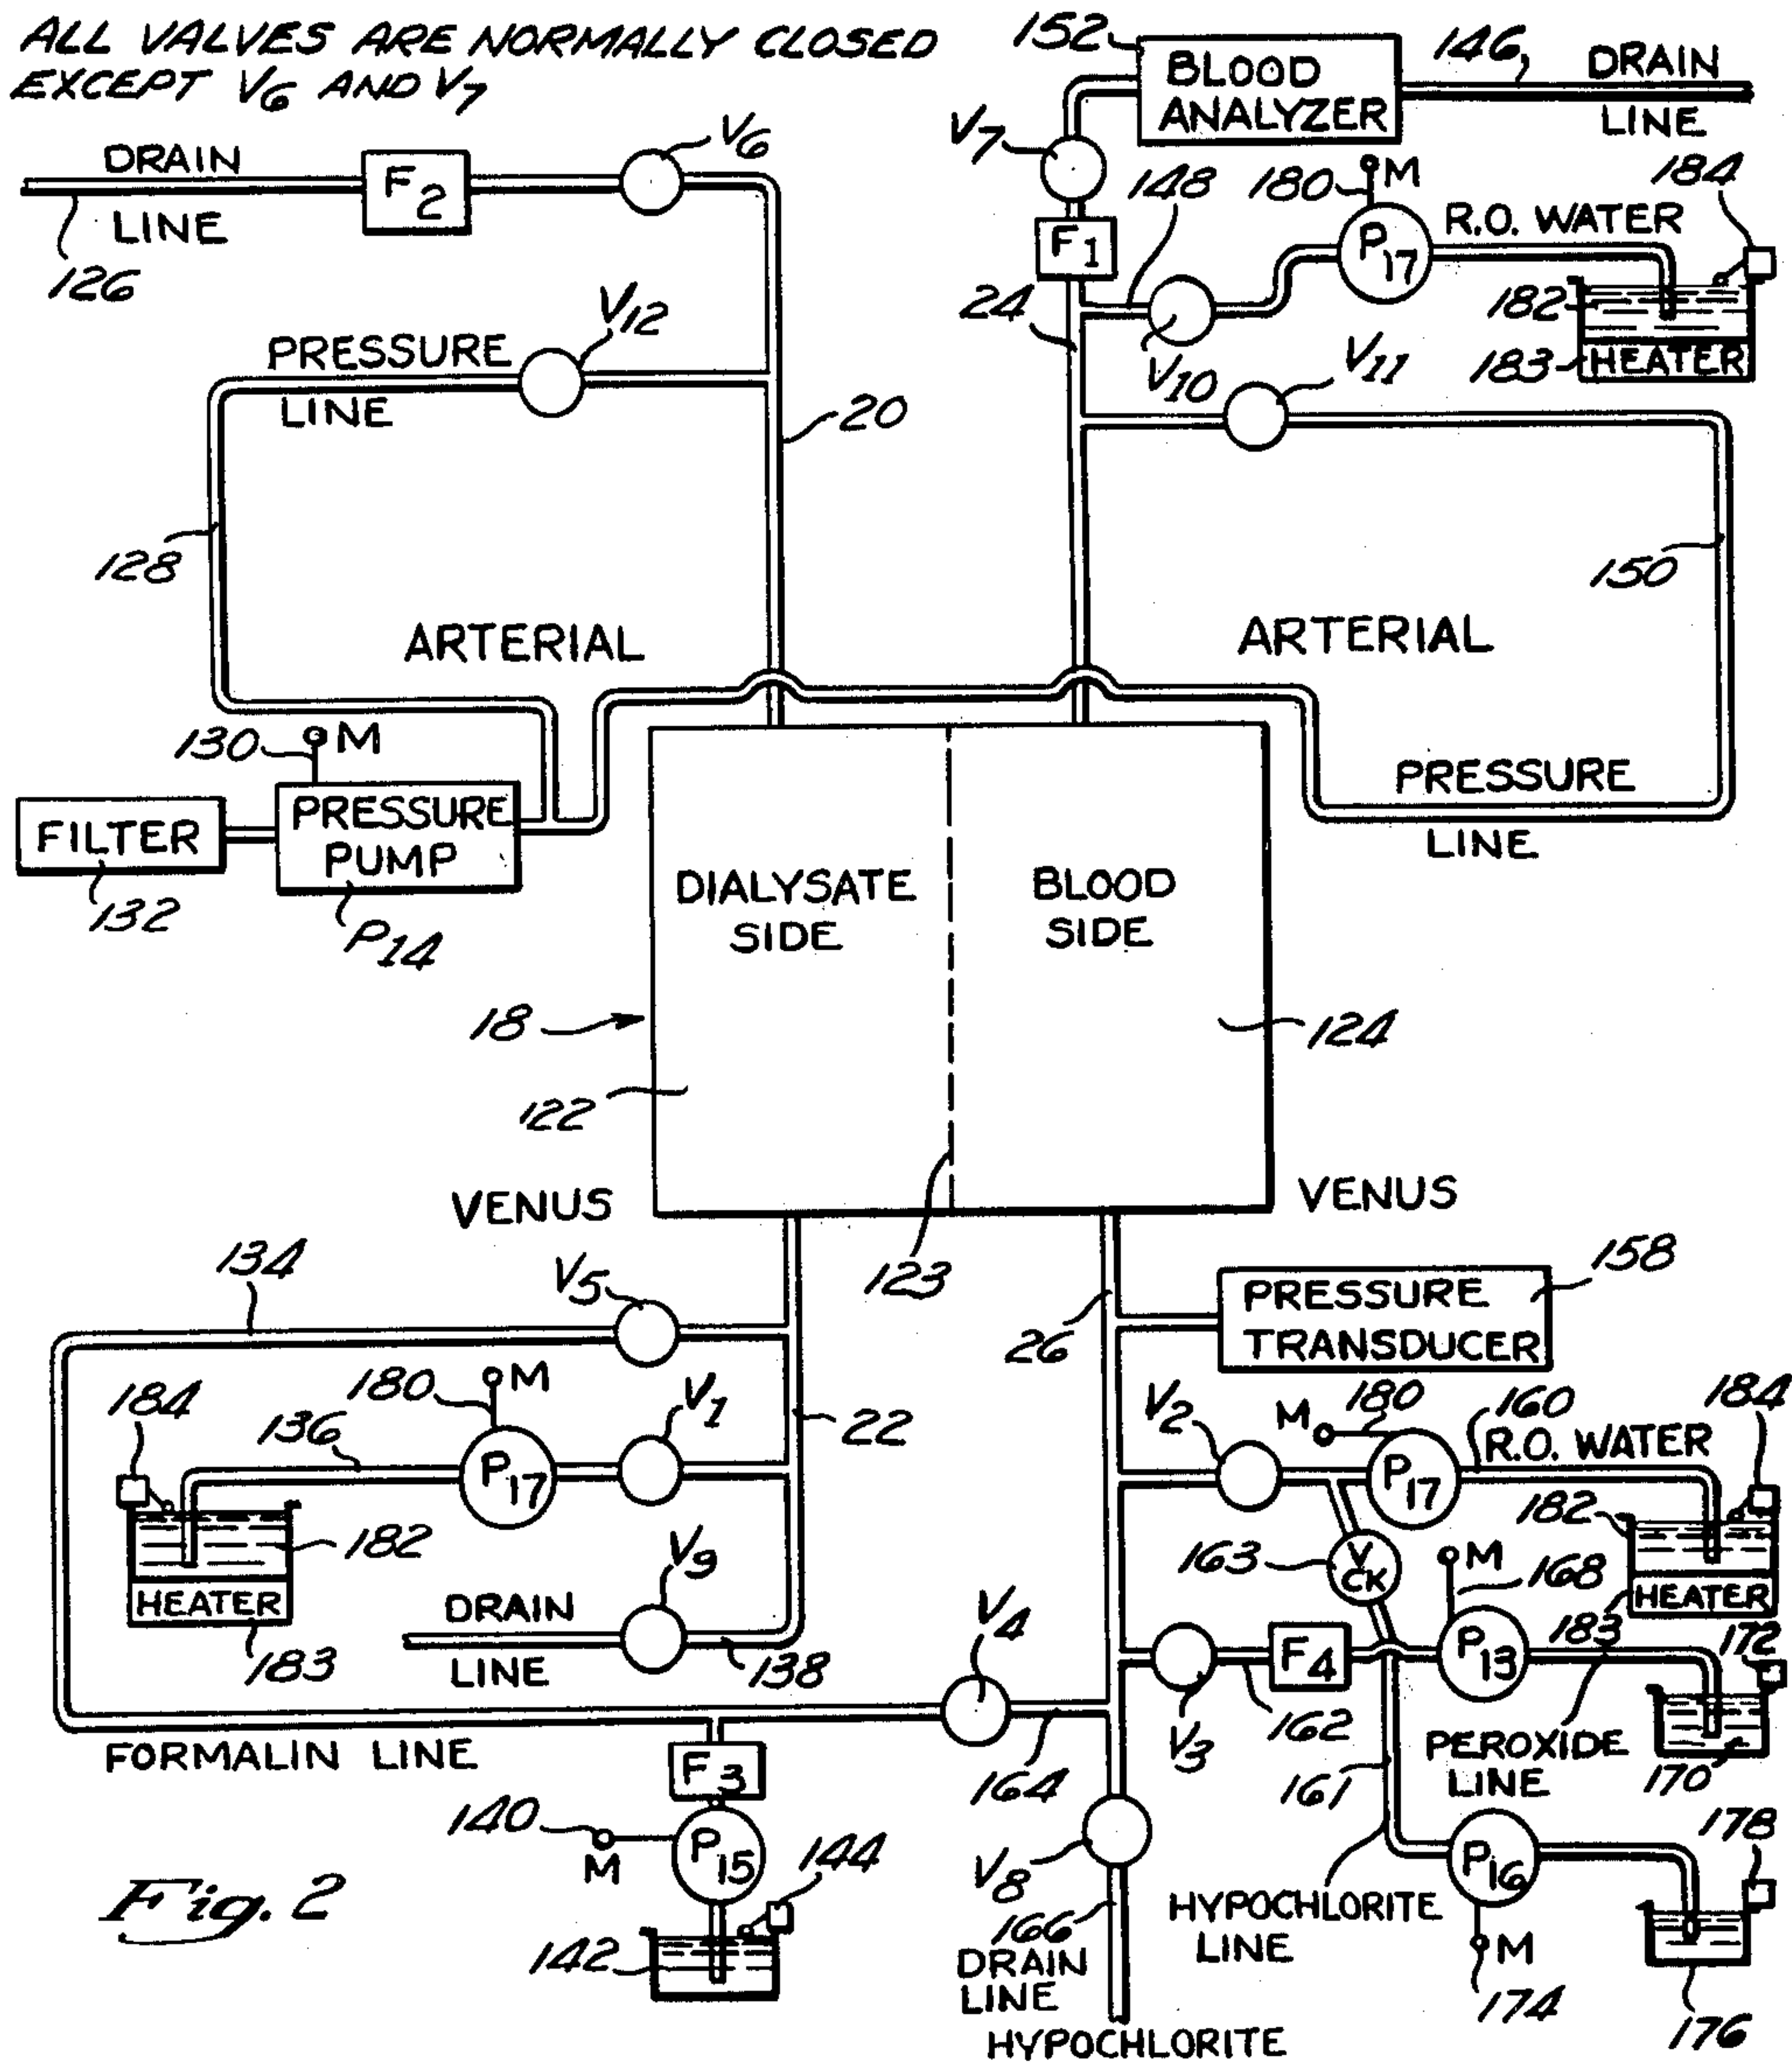 ALL VALVES ARE NORMALLY CLOSED
EXCEPT V6 AND V7
152
BLOOD
ANALYZER
146
DRAIN
LINE
DRAIN
LINE
126
F2
V6
V7
F1
24
148
V10
180
M
P17
R.O. WATER
184
182
183
HEATER
PRESSURE
LINE
V12
20
V11
128
150
ARTERIAL
ARTERIAL
130
M
FILTER
132
PRESSURE
PUMP
P14
PRESSURE
LINE
DIALYSATE
SIDE
BLOOD
SIDE
18
122
124
123
VENUS
VENUS
134
V5
158
PRESSURE
TRANSDUCER
26
184
180
M
136
P17
V1
22
182
HEATER
183
V2
M
180
P17
160
R.O. WATER
184
182
HEATER
183
163
V
CK
M
168
V9
DRAIN
LINE
138
V4
164
V3
162
F4
P13
172
PEROXIDE
LINE
170
FORMALIN LINE
F3
140
M
P15
144
142
V8
166
DRAIN
LINE
HYPOCHLORITE
161
HYPOCHLORITE
LINE
P16
M
174
178
176
Fig. 2